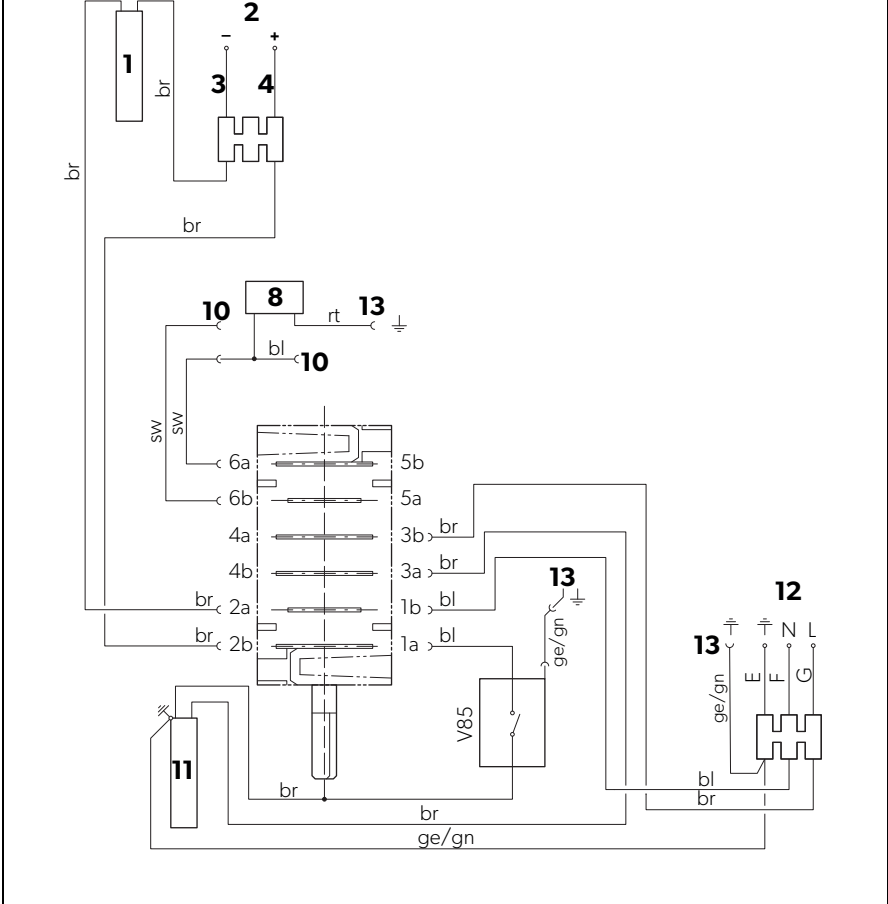 2
− +
1
3 4
br
br
br
10 8 13
rt
bl
10
sw sw
6a 5b
6b 5a
4a 3b br
4b 3a br
13
12
br 2a 1b bl
N L
br 2b 1a bl
13
ge/gn
ge/gn E F G
V85
11
br
bl
br
br
ge/gn